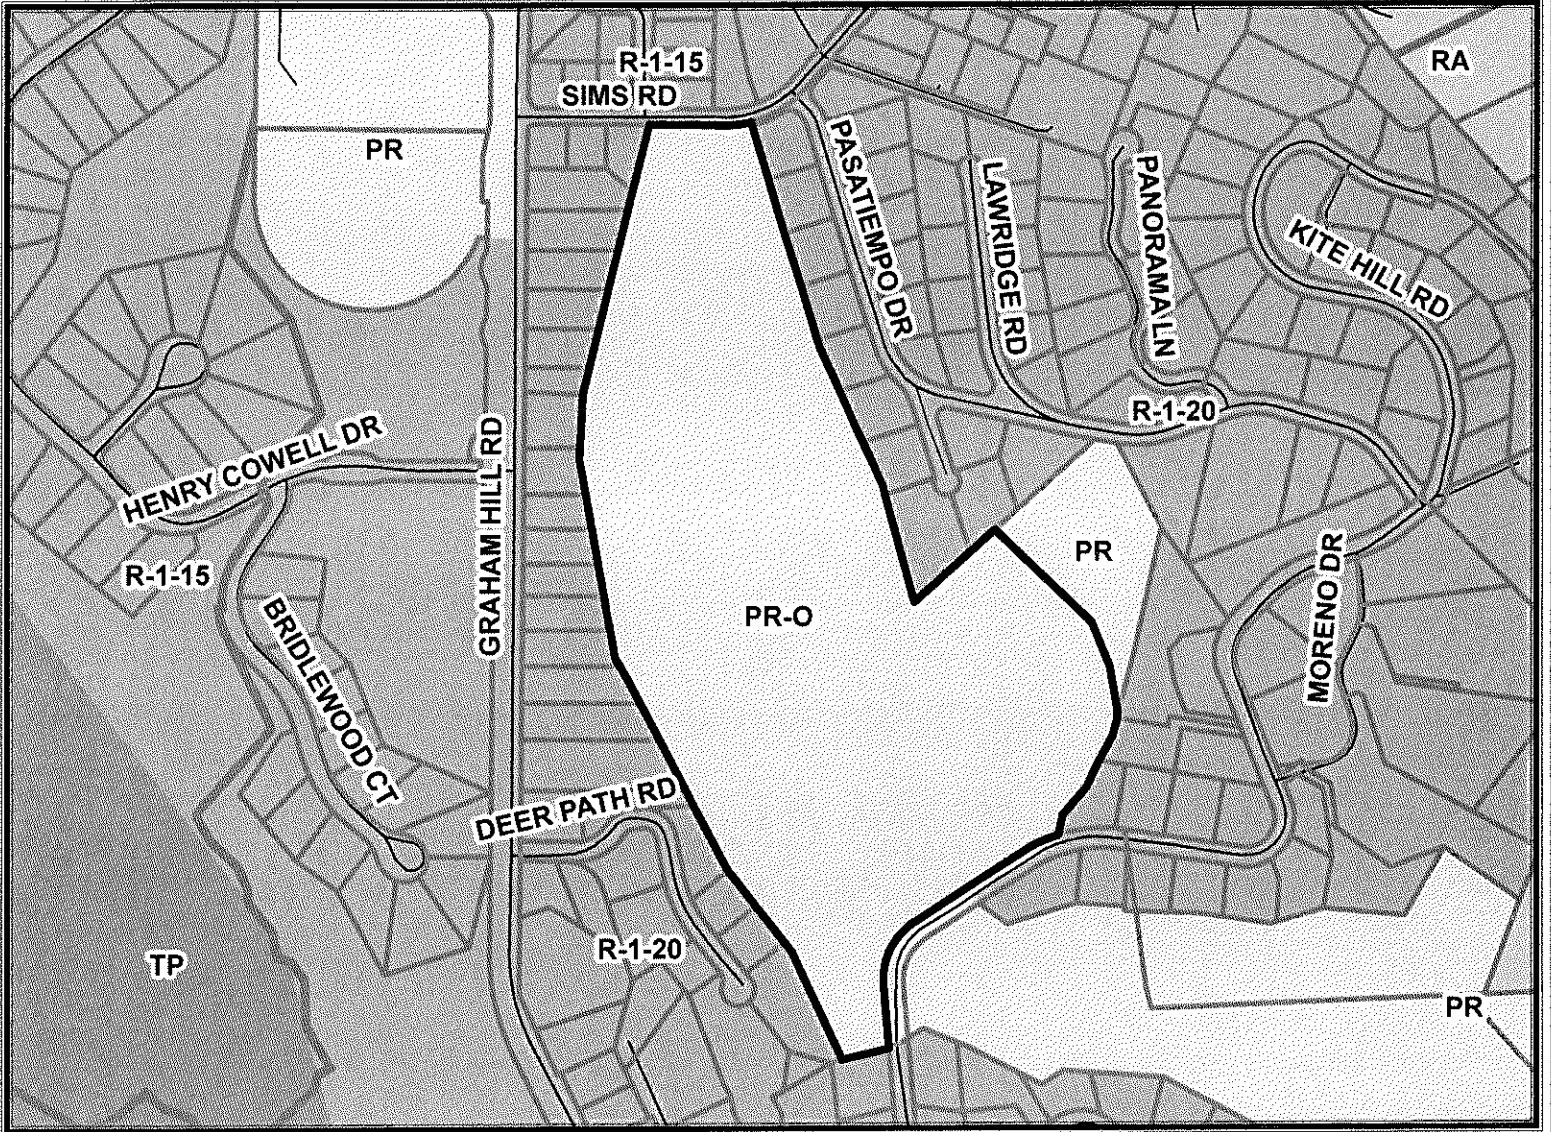 R-1-15
RA
SIMS RD
PR
PASATIEMPO DR
LAWRIDGE RD
PANORAMA LN
KITE HILL RD
R-1-20
HENRY COWELL DR
GRAHAM HILL RD
R-1-15
PR
MORENO DR
BRIDLEWOOD CT
PR-O
DEER PATH RD
R-1-20
TP
PR